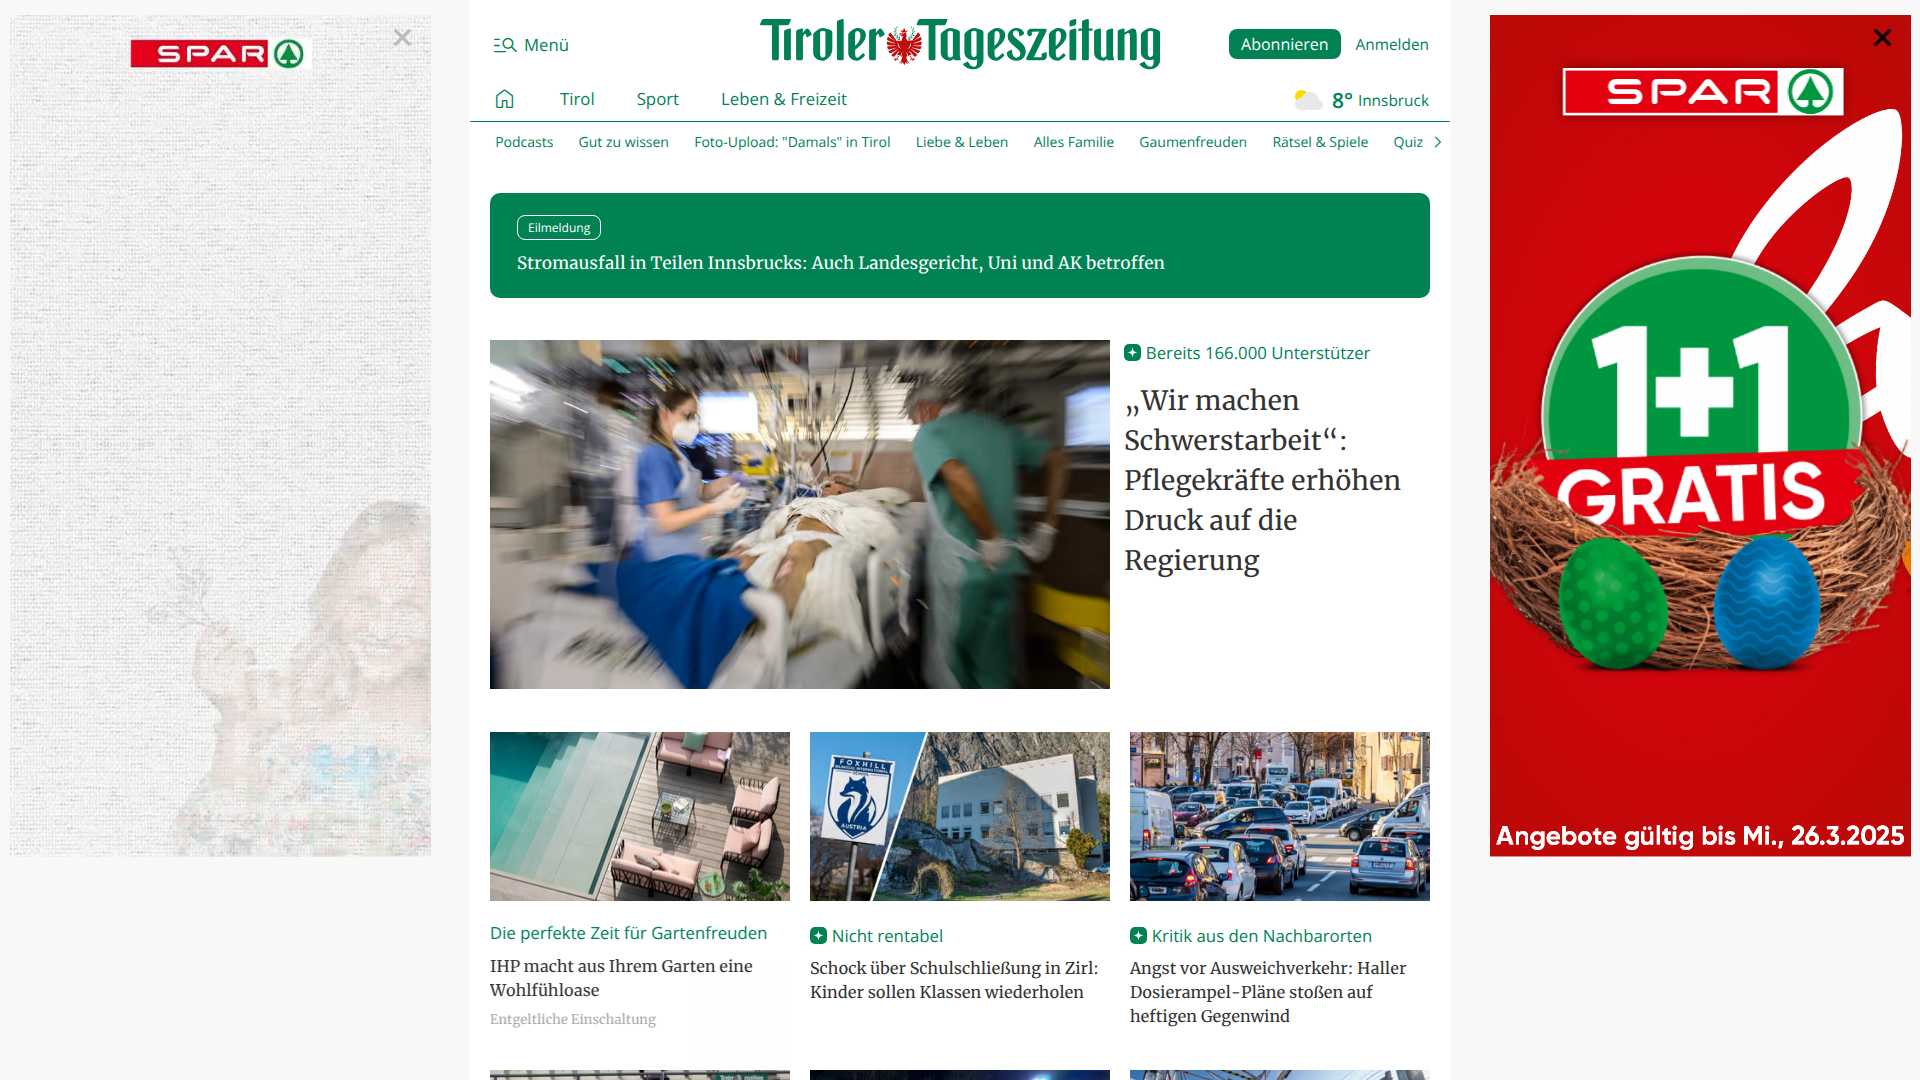 SPAR
Menü
Tiroler Tageszeitung
Abonnieren
Anmelden
Tirol
Sport
Leben & Freizeit
8° Innsbruck
Podcasts
Gut zu wissen
Foto-Upload: "Damals" in Tirol
Liebe & Leben
Alles Familie
Gaumenfreuden
Rätsel & Spiele
Quiz
Eilmeldung
Stromausfall in Teilen Innsbrucks: Auch Landesgericht, Uni und AK betroffen
Bereits 166.000 Unterstützer
„Wir machen
Schwerstarbeit“:
Pflegekräfte erhöhen
Druck auf die
Regierung
FOXHILL
AUSTRIA
Die perfekte Zeit für Gartenfreuden
IHP macht aus Ihrem Garten eine
Wohlfühloase
Entgeltliche Einschaltung
Nicht rentabel
Schock über Schulschließung in Zirl:
Kinder sollen Klassen wiederholen
Kritik aus den Nachbarorten
Angst vor Ausweichverkehr: Haller
Dosierampel-Pläne stoßen auf
heftigen Gegenwind
SPAR
1+1
GRATIS
Angebote gültig bis Mi., 26.3.2025